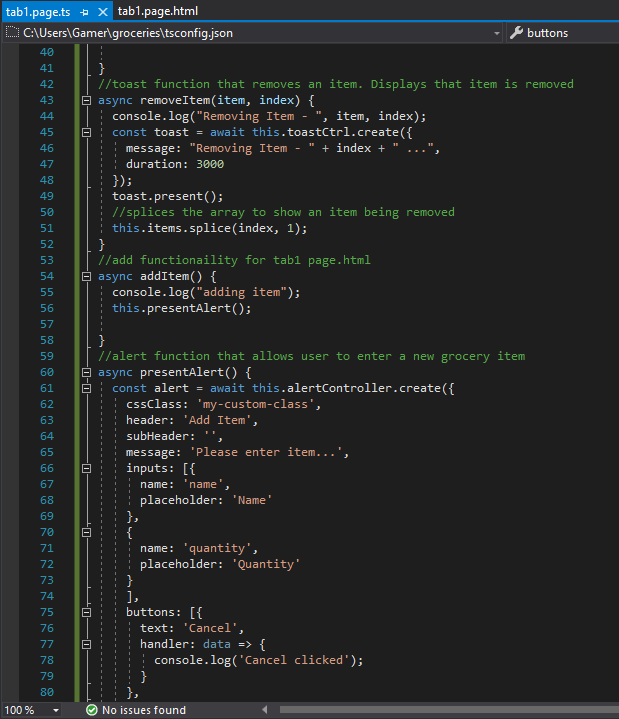 tab1.page.ts tab1.page.html
C:\Users\Gamer\groceries\tsconfig.json buttons
40
41 }
42 //toast function that removes an item. Displays that item is removed
43 async removeItem(item, index) {
44 console.log("Removing Item - ", item, index);
45 const toast = await this.toastCtrl.create({
46 message: "Removing Item - " + index + " ...",
47 duration: 3000
48 });
49 toast.present();
50 //splices the array to show an item being removed
51 this.items.splice(index, 1);
52 }
53 //add functionaility for tab1 page.html
54 async addItem() {
55 console.log("adding item");
56 this.presentAlert();
57
58 }
59 //alert function that allows user to enter a new grocery item
60 async presentAlert() {
61 const alert = await this.alertController.create({
62 cssClass: 'my-custom-class',
63 header: 'Add Item',
64 subHeader: '',
65 message: 'Please enter item...',
66 inputs: [{
67 name: 'name',
68 placeholder: 'Name'
69 },
70 {
71 name: 'quantity',
72 placeholder: 'Quantity'
73 }
74 ],
75 buttons: [{
76 text: 'Cancel',
77 handler: data => {
78 console.log('Cancel clicked');
79 }
80 },
100 % No issues found